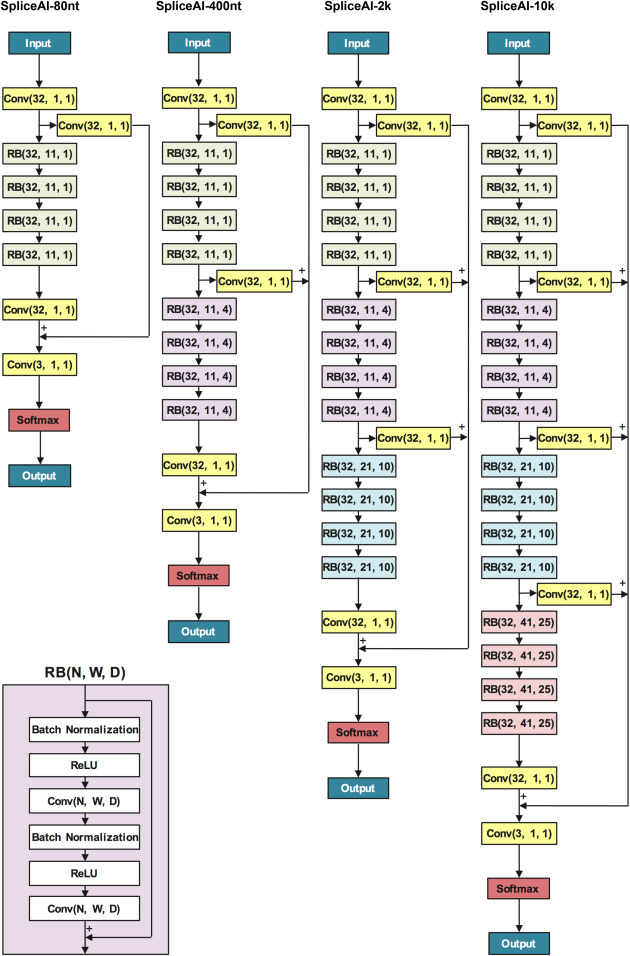 SpliceAI-80nt
Input
Conv(32, 1, 1)
Conv(32, 1, 1)
RB(32, 11, 1)
RB(32, 11, 1)
RB(32, 11, 1)
RB(32, 11, 1)
Conv(32, 1, 1)
+
Conv(3, 1, 1)
Softmax
Output
SpliceAI-400nt
Input
Conv(32, 1, 1)
Conv(32, 1, 1)
RB(32, 11, 1)
RB(32, 11, 1)
RB(32, 11, 1)
RB(32, 11, 1)
+
Conv(32, 1, 1)
RB(32, 11, 4)
RB(32, 11, 4)
RB(32, 11, 4)
RB(32, 11, 4)
Conv(32, 1, 1)
+
Conv(3, 1, 1)
Softmax
Output
SpliceAI-2k
Input
Conv(32, 1, 1)
Conv(32, 1, 1)
RB(32, 11, 1)
RB(32, 11, 1)
RB(32, 11, 1)
RB(32, 11, 1)
+
Conv(32, 1, 1)
RB(32, 11, 4)
RB(32, 11, 4)
RB(32, 11, 4)
RB(32, 11, 4)
+
Conv(32, 1, 1)
RB(32, 21, 10)
RB(32, 21, 10)
RB(32, 21, 10)
RB(32, 21, 10)
Conv(32, 1, 1)
+
Conv(3, 1, 1)
Softmax
Output
SpliceAI-10k
Input
Conv(32, 1, 1)
Conv(32, 1, 1)
RB(32, 11, 1)
RB(32, 11, 1)
RB(32, 11, 1)
RB(32, 11, 1)
+
Conv(32, 1, 1)
RB(32, 11, 4)
RB(32, 11, 4)
RB(32, 11, 4)
RB(32, 11, 4)
+
Conv(32, 1, 1)
RB(32, 21, 10)
RB(32, 21, 10)
RB(32, 21, 10)
RB(32, 21, 10)
+
Conv(32, 1, 1)
RB(32, 41, 25)
RB(32, 41, 25)
RB(32, 41, 25)
RB(32, 41, 25)
Conv(32, 1, 1)
+
Conv(3, 1, 1)
Softmax
Output
RB(N, W, D)
Batch Normalization
ReLU
Conv(N, W, D)
Batch Normalization
ReLU
Conv(N, W, D)
+